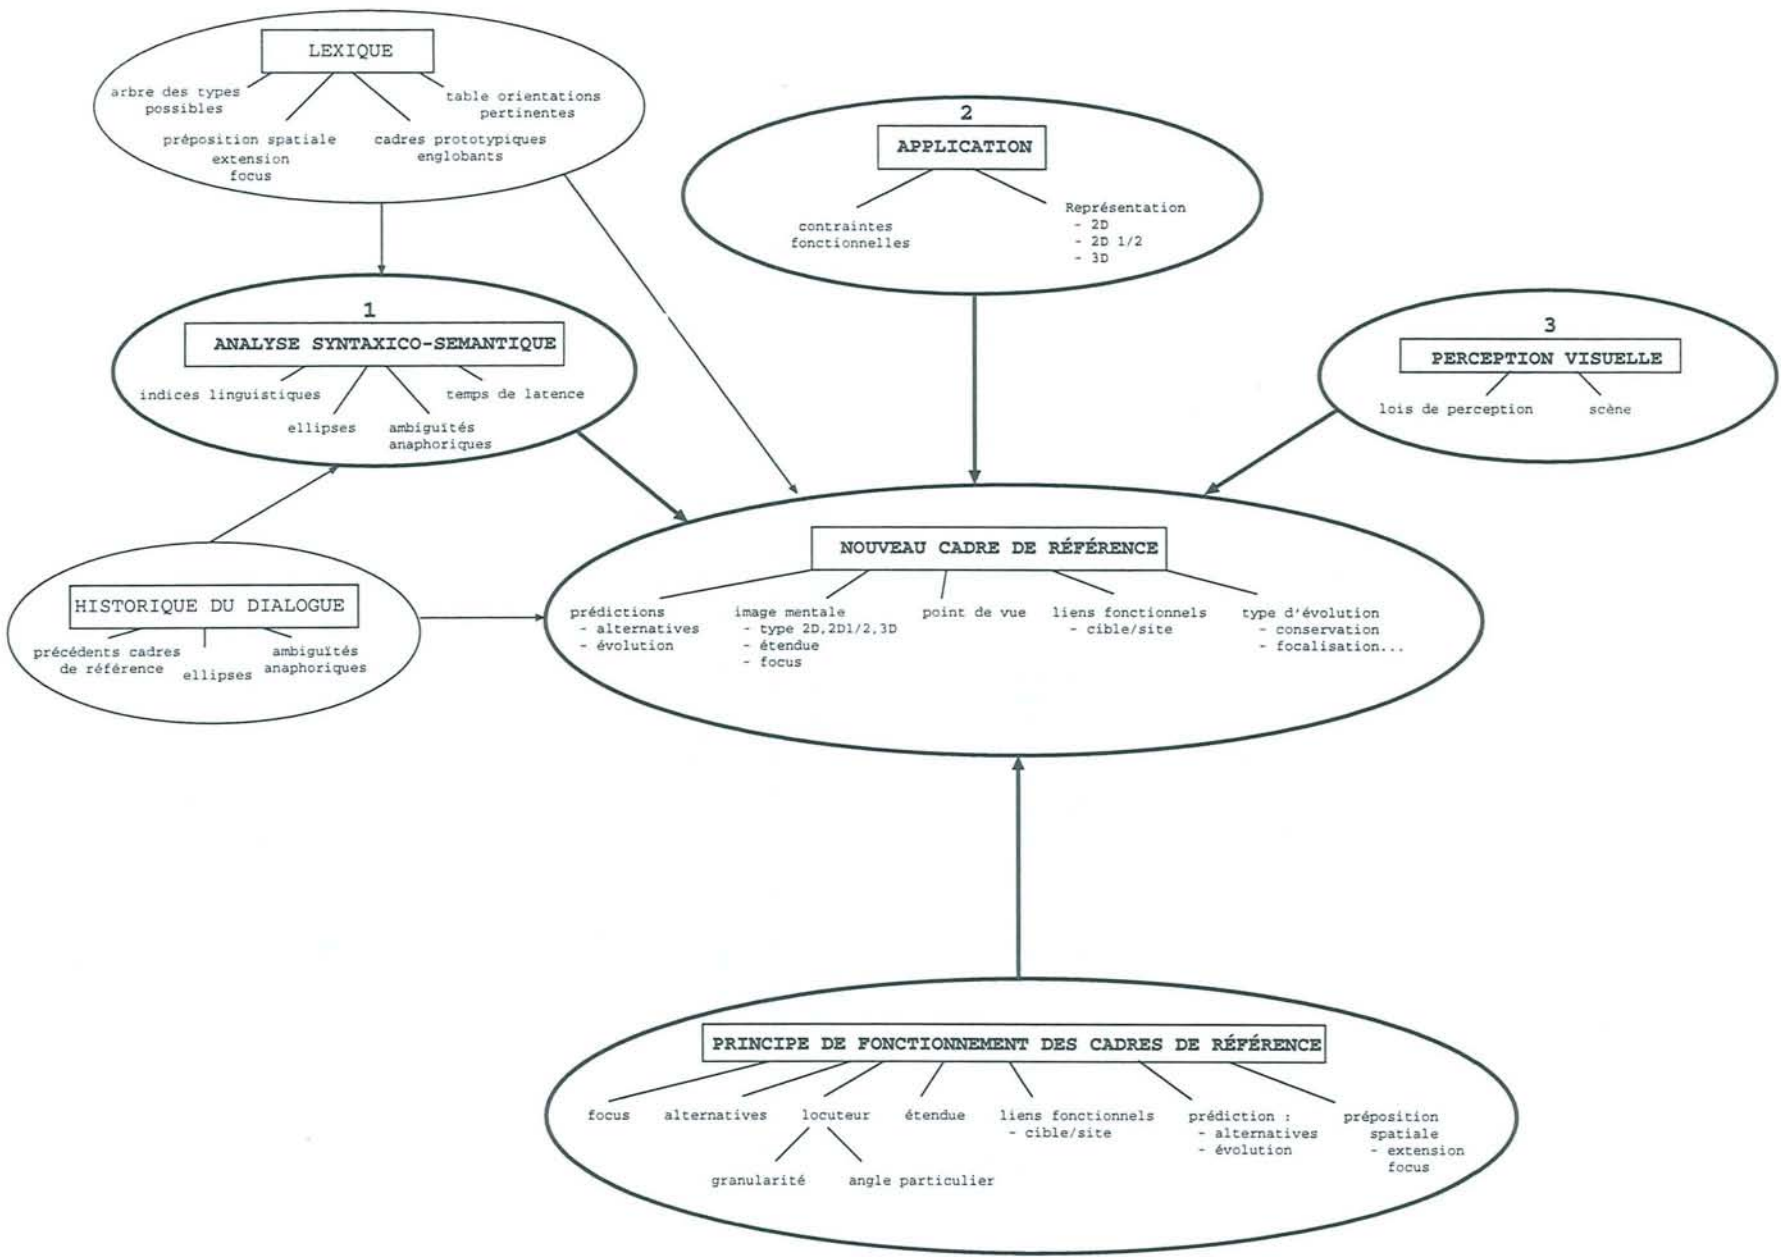 LEXIQUE
arbre des types
possibles
table orientations
pertinentes
préposition spatiale
extension
focus
cadres prototypiques
englobants
2
APPLICATION
contraintes
fonctionnelles
Représentation
- 2D
- 2D 1/2
- 3D
1
ANALYSE SYNTAXICO-SEMANTIQUE
indices linguistiques
temps de latence
ellipses
ambiguïtés
anaphoriques
3
PERCEPTION VISUELLE
lois de perception
scène
HISTORIQUE DU DIALOGUE
précédents cadres
de référence
ellipses
ambiguïtés
anaphoriques
NOUVEAU CADRE DE RÉFÉRENCE
prédictions
- alternatives
- évolution
image mentale
- type 2D,2D1/2,3D
- étendue
- focus
point de vue
liens fonctionnels
- cible/site
type d'évolution
- conservation
- focalisation...
PRINCIPE DE FONCTIONNEMENT DES CADRES DE RÉFÉRENCE
focus
alternatives
locuteur
granularité
angle particulier
étendue
liens fonctionnels
- cible/site
prédiction :
- alternatives
- évolution
préposition
spatiale
- extension
focus